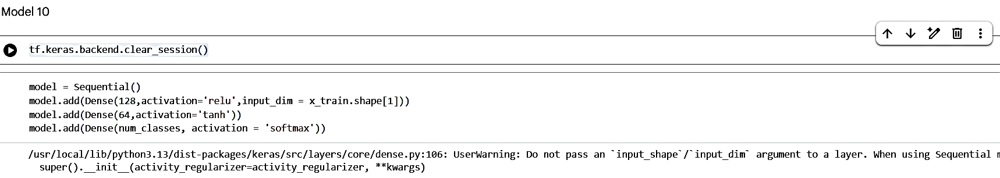 Model 10
tf.keras.backend.clear_session()
model = Sequential()
model.add(Dense(128,activation='relu',input_dim = x_train.shape[1]))
model.add(Dense(64,activation='tanh'))
model.add(Dense(num_classes, activation = 'softmax'))
/usr/local/lib/python3.13/dist-packages/keras/src/layers/core/dense.py:106: UserWarning: Do not pass an `input_shape`/`input_dim` argument to a layer. When using Sequential
super().__init__(activity_regularizer=activity_regularizer, **kwargs)